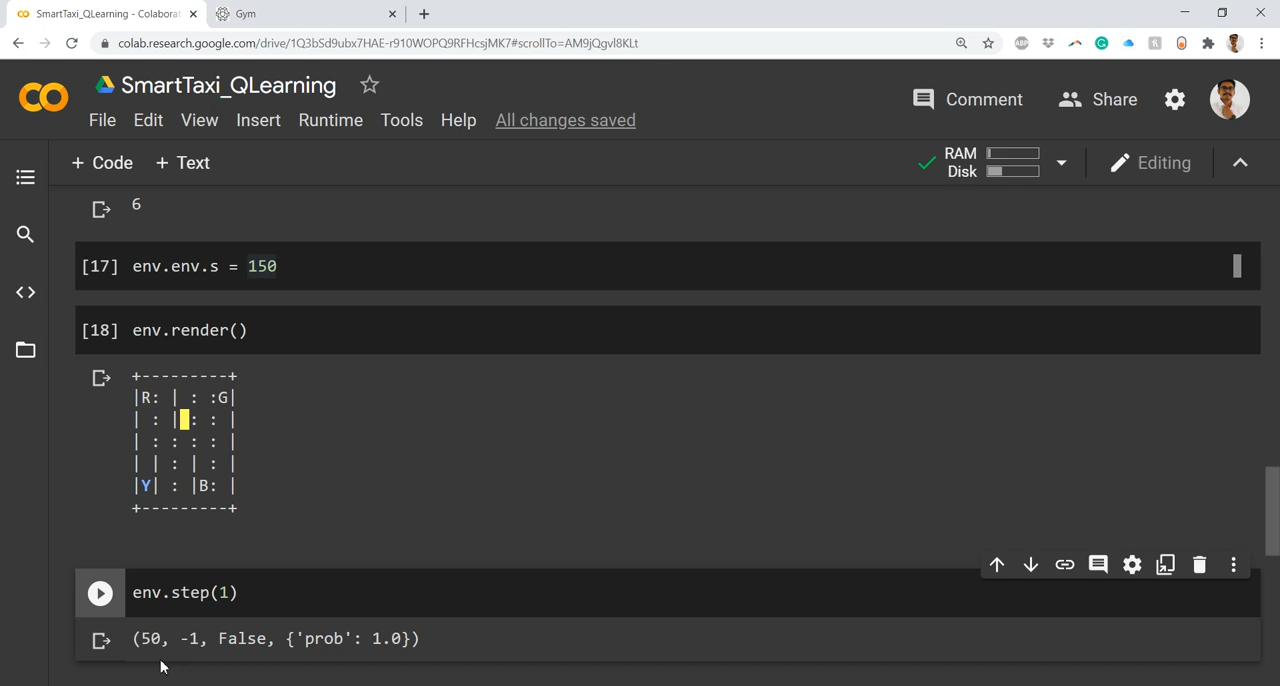 SmartTaxi_QLearning - Colaborat
Gym
colab.research.google.com/drive/1Q3bSd9ubx7HAE-r910WOPQ9RFHcsjMK7#scrollTo=AM9jQgvl8KLt
ABP
SmartTaxi_QLearning
Comment
Share
File Edit View Insert Runtime Tools Help All changes saved
+ Code + Text
RAM
Disk
Editing
6
[17] env.env.s = 150
[18] env.render()
+---------+
|R: | : :G|
| : | : : |
| : : : : |
| | : | : |
|Y| : |B: |
+---------+
env.step(1)
(50, -1, False, {'prob': 1.0})